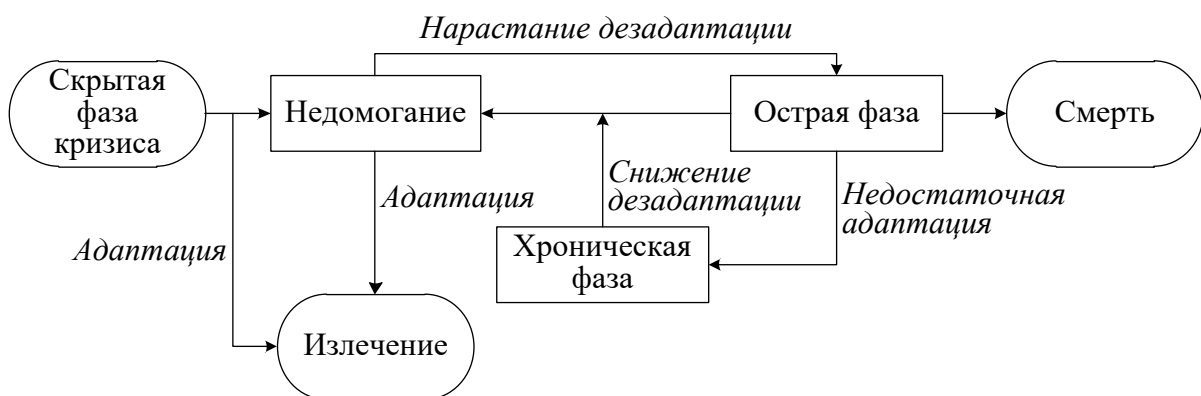 Нарастание дезадаптации
Скрытая
фаза
кризиса
Недомогание
Острая фаза
Смерть
Адаптация
Снижение
дезадаптации
Недостаточная
адаптация
Адаптация
Хроническая
фаза
Излечение